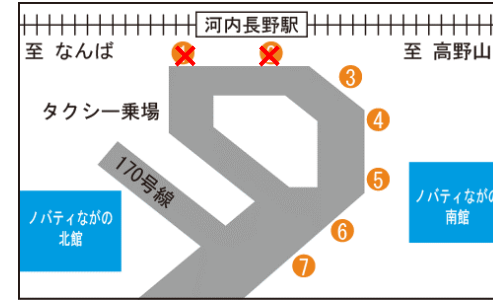 河内長野駅
至 なんば
至 高野山
3
タクシー乗場
4
170号線
5
ノバティながの
北館
ノバティながの
南館
6
7